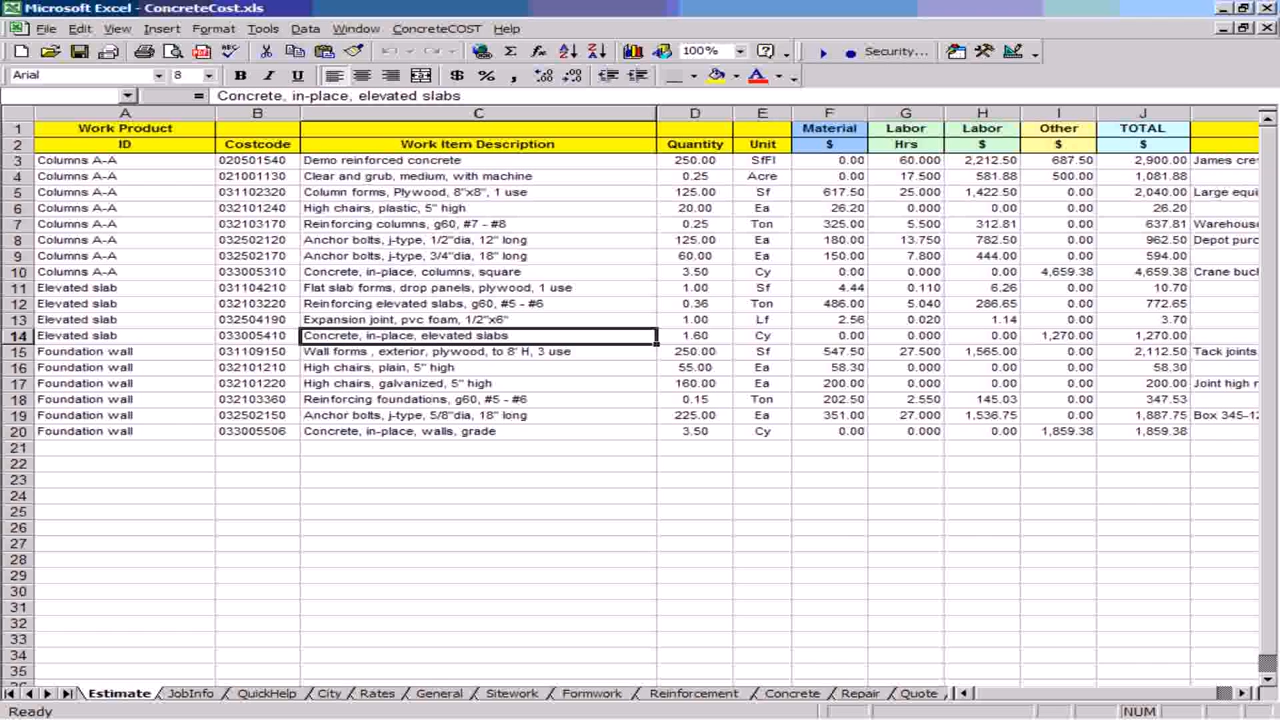 Microsoft Excel - ConcreteCost.xls
File Edit View Insert Format Tools Data Window ConcreteCOST Help
100% Security...
Arial 8 B I U $ % ,
= Concrete, in-place, elevated slabs
A B C D E F G H I J
1 Work Product Material Labor Labor Other TOTAL
2 ID Costcode Work Item Description Quantity Unit $ Hrs $ $ $
3 Columns A-A 020501540 Demo reinforced concrete 250.00 SfFl 0.00 60.000 2,212.50 687.50 2,900.00 James cre
4 Columns A-A 021001130 Clear and grub, medium, with machine 0.25 Acre 0.00 17.500 581.88 500.00 1,081.88
5 Columns A-A 031102320 Column forms, Plywood, 8"x8", 1 use 125.00 Sf 617.50 25.000 1,422.50 0.00 2,040.00 Large equi
6 Columns A-A 032101240 High chairs, plastic, 5" high 20.00 Ea 26.20 0.000 0.00 0.00 26.20
7 Columns A-A 032103170 Reinforcing columns, g60, #7 - #8 0.25 Ton 325.00 5.500 312.81 0.00 637.81 Warehouse
8 Columns A-A 032502120 Anchor bolts, j-type, 1/2"dia, 12" long 125.00 Ea 180.00 13.750 782.50 0.00 962.50 Depot purc
9 Columns A-A 032502170 Anchor bolts, j-type, 3/4"dia, 18" long 60.00 Ea 150.00 7.800 444.00 0.00 594.00
10 Columns A-A 033005310 Concrete, in-place, columns, square 3.50 Cy 0.00 0.000 0.00 4,659.38 4,659.38 Crane buc
11 Elevated slab 031104210 Flat slab forms, drop panels, plywood, 1 use 1.00 Sf 4.44 0.110 6.26 0.00 10.70
12 Elevated slab 032103220 Reinforcing elevated slabs, g60, #5 - #6 0.36 Ton 486.00 5.040 286.65 0.00 772.65
13 Elevated slab 032504190 Expansion joint, pvc foam, 1/2"x6" 1.00 Lf 2.56 0.020 1.14 0.00 3.70
14 Elevated slab 033005410 Concrete, in-place, elevated slabs 1.60 Cy 0.00 0.000 0.00 1,270.00 1,270.00
15 Foundation wall 031109150 Wall forms , exterior, plywood, to 8' H, 3 use 250.00 Sf 547.50 27.500 1,565.00 0.00 2,112.50 Tack joints.
16 Foundation wall 032101210 High chairs, plain, 5" high 55.00 Ea 58.30 0.000 0.00 0.00 58.30
17 Foundation wall 032101220 High chairs, galvanized, 5" high 160.00 Ea 200.00 0.000 0.00 0.00 200.00 Joint high r
18 Foundation wall 032103360 Reinforcing foundations, g60, #5 - #6 0.15 Ton 202.50 2.550 145.03 0.00 347.53
19 Foundation wall 032502150 Anchor bolts, j-type, 5/8"dia, 18" long 225.00 Ea 351.00 27.000 1,536.75 0.00 1,887.75 Box 345-12
20 Foundation wall 033005506 Concrete, in-place, walls, grade 3.50 Cy 0.00 0.000 0.00 1,859.38 1,859.38
21
22
23
24
25
26
27
28
29
30
31
32
33
34
35
Estimate JobInfo QuickHelp City Rates General Sitework Formwork Reinforcement Concrete Repair Quote
Ready NUM